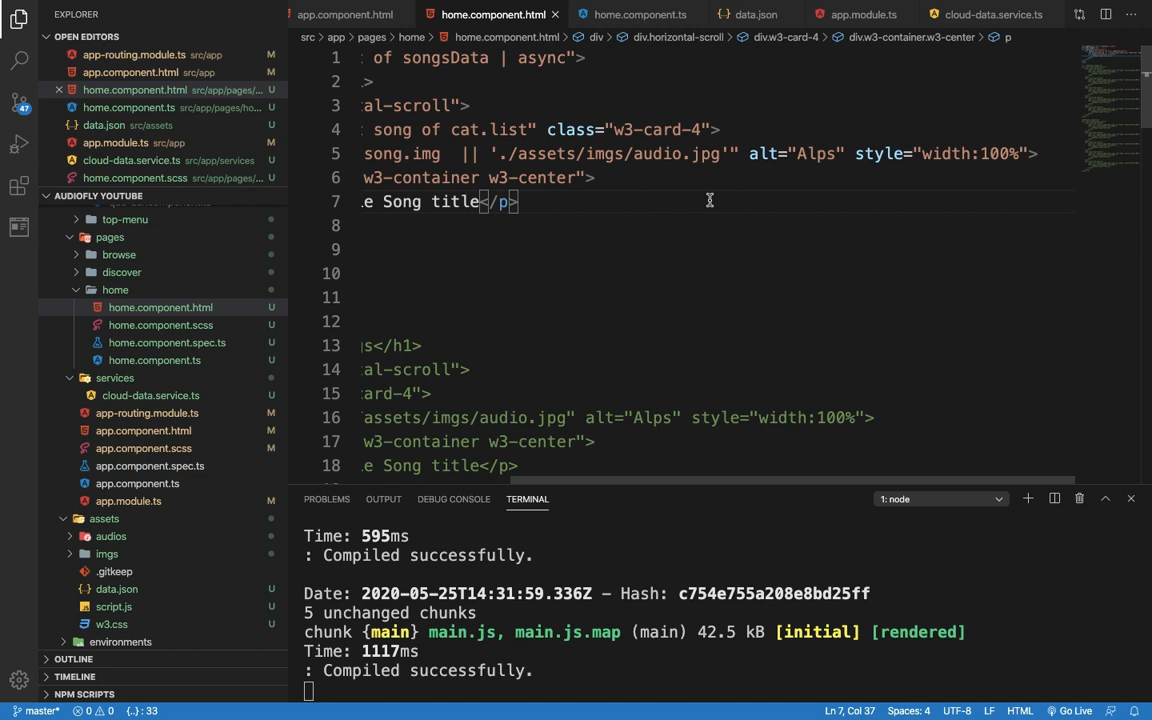 EXPLORER
OPEN EDITORS
app-routing.module.ts src/app M
app.component.html src/app M
home.component.html src/app/pages/... U
home.component.ts src/app/pages/ho... U
data.json src/assets U
app.module.ts src/app M
cloud-data.service.ts src/app/services U
home.component.scss src/app/pages/... U
AUDIOFLY YOUTUBE
top-menu
pages
browse
discover
home
home.component.html U
home.component.scss U
home.component.spec.ts U
home.component.ts U
services
cloud-data.service.ts U
app-routing.module.ts M
app.component.html M
app.component.scss M
app.component.spec.ts
app.component.ts
app.module.ts M
assets
audios
imgs
.gitkeep
data.json U
script.js U
w3.css U
environments
OUTLINE
TIMELINE
NPM SCRIPTS
47
app.component.html home.component.html home.component.ts data.json app.module.ts cloud-data.service.ts
src > app > pages > home > home.component.html > div > div.horizontal-scroll > div.w3-card-4 > div.w3-container.w3-center > p
1 : of songsData | async">
2 >
3 al-scroll">
4 : song of cat.list" class="w3-card-4">
5 song.img || './assets/imgs/audio.jpg'" alt="Alps" style="width:100%">
6 w3-container w3-center">
7 le Song title</p>
8
9
10
11
12
13 gs</h1>
14 al-scroll">
15 card-4">
16 /assets/imgs/audio.jpg" alt="Alps" style="width:100%">
17 w3-container w3-center">
18 le Song title</p>
PROBLEMS OUTPUT DEBUG CONSOLE TERMINAL 1: node
Time: 595ms
: Compiled successfully.
Date: 2020-05-25T14:31:59.336Z - Hash: c754e755a208e8bd25ff
5 unchanged chunks
chunk {main} main.js, main.js.map (main) 42.5 kB [initial] [rendered]
Time: 1117ms
: Compiled successfully.
master* 0 0 {..} : 33 Ln 7, Col 37 Spaces: 4 UTF-8 LF HTML Go Live